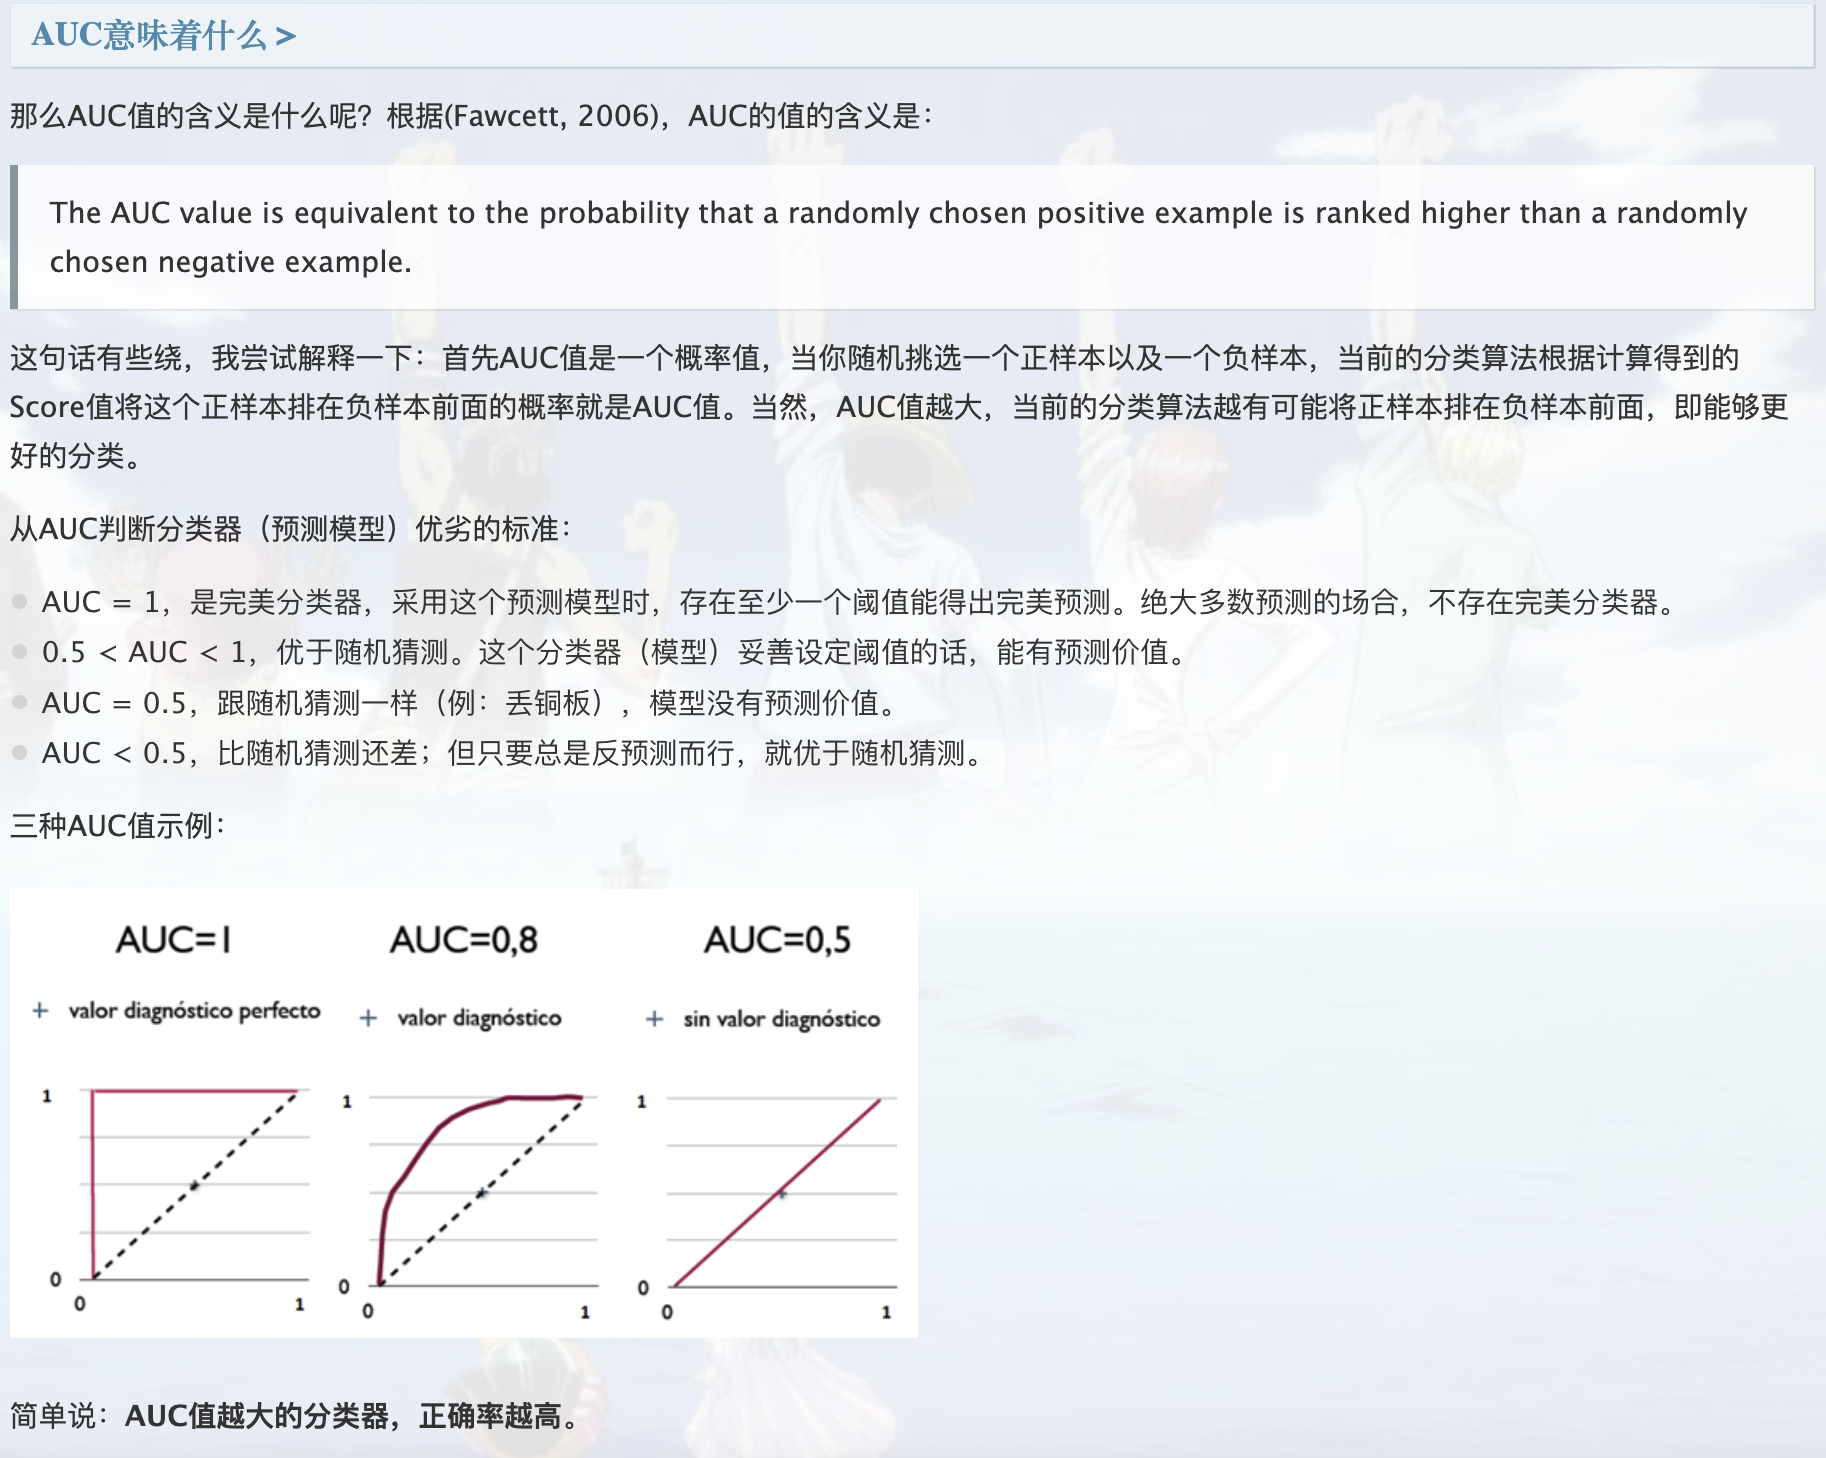 AUC意味着什么 >
那么AUC值的含义是什么呢？根据(Fawcett, 2006)，AUC的值的含义是：
The AUC value is equivalent to the probability that a randomly chosen positive example is ranked higher than a randomly
chosen negative example.
这句话有些绕，我尝试解释一下：首先AUC值是一个概率值，当你随机挑选一个正样本以及一个负样本，当前的分类算法根据计算得到的
Score值将这个正样本排在负样本前面的概率就是AUC值。当然，AUC值越大，当前的分类算法越有可能将正样本排在负样本前面，即能够更
好的分类。
从AUC判断分类器（预测模型）优劣的标准：
AUC = 1，是完美分类器，采用这个预测模型时，存在至少一个阈值能得出完美预测。绝大多数预测的场合，不存在完美分类器。
0.5 < AUC < 1，优于随机猜测。这个分类器（模型）妥善设定阈值的话，能有预测价值。
AUC = 0.5，跟随机猜测一样（例：丢铜板），模型没有预测价值。
AUC < 0.5，比随机猜测还差；但只要总是反预测而行，就优于随机猜测。
三种AUC值示例：
AUC=1 AUC=0,8 AUC=0,5
+ valor diagnóstico perfecto + valor diagnóstico + sin valor diagnóstico
1 1 1
0 0 0
0 1 0 1 0 1
简单说：AUC值越大的分类器，正确率越高。